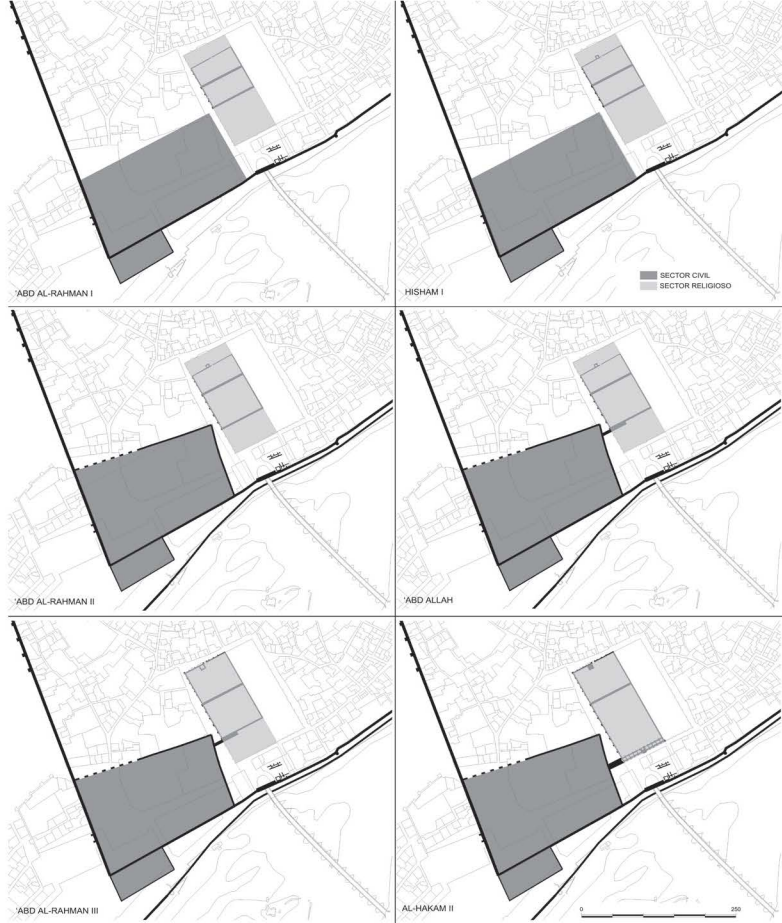 'ABD AL-RAHMAN I
HISHAM I
SECTOR CIVIL
SECTOR RELIGIOSO
'ABD AL-RAHMAN II
'ABD ALLAH
'ABD AL-RAHMAN III
AL-HAKAM II
0 250